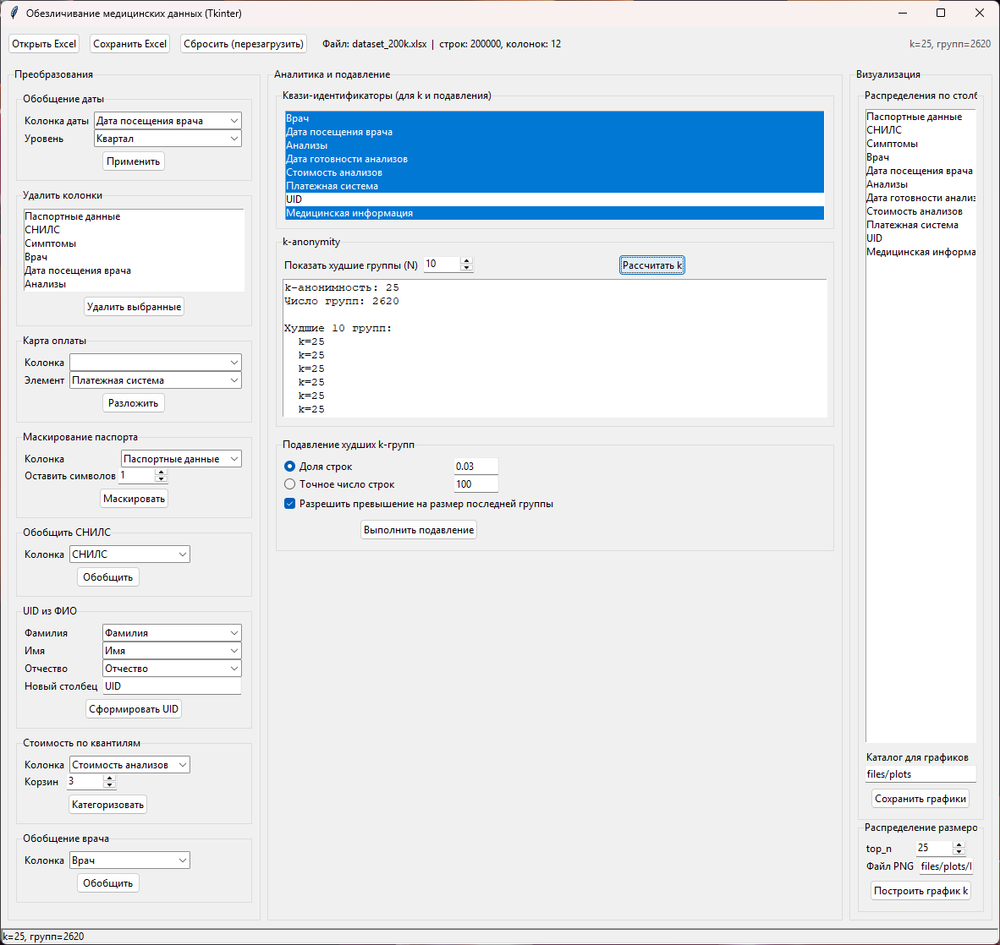 Обезличивание медицинских данных (Tkinter)
Открыть Excel
Сохранить Excel
Сбросить (перезагрузить)
Файл: dataset_200k.xlsx | строк: 200000, колонок: 12
k=25, групп=2620
Преобразования
Обобщение даты
Колонка даты Дата посещения врача
Уровень Квартал
Применить
Удалить колонки
Паспортные данные
СНИЛС
Симптомы
Врач
Дата посещения врача
Анализы
Удалить выбранные
Карта оплаты
Колонка
Элемент Платежная система
Разложить
Маскирование паспорта
Колонка Паспортные данные
Оставить символов 1
Маскировать
Обобщить СНИЛС
Колонка СНИЛС
Обобщить
UID из ФИО
Фамилия Фамилия
Имя Имя
Отчество Отчество
Новый столбец UID
Сформировать UID
Стоимость по квантилям
Колонка Стоимость анализов
Корзин 3
Категоризовать
Обобщение врача
Колонка Врач
Обобщить
Аналитика и подавление
Квази-идентификаторы (для k и подавления)
Врач
Дата посещения врача
Анализы
Дата готовности анализов
Стоимость анализов
Платежная система
UID
Медицинская информация
k-anonymity
Показать худшие группы (N) 10
Рассчитать k
k-анонимность: 25
Число групп: 2620
Худшие 10 групп:
k=25
k=25
k=25
k=25
k=25
k=25
Подавление худших k-групп
Доля строк 0.03
Точное число строк 100
Разрешить превышение на размер последней группы
Выполнить подавление
Визуализация
Распределения по столб
Паспортные данные
СНИЛС
Симптомы
Врач
Дата посещения врача
Анализы
Дата готовности анализ
Стоимость анализов
Платежная система
UID
Медицинская информа
Каталог для графиков
files/plots
Сохранить графики
Распределение размеро
top_n 25
Файл PNG files/plots/
Построить график k
k=25, групп=2620